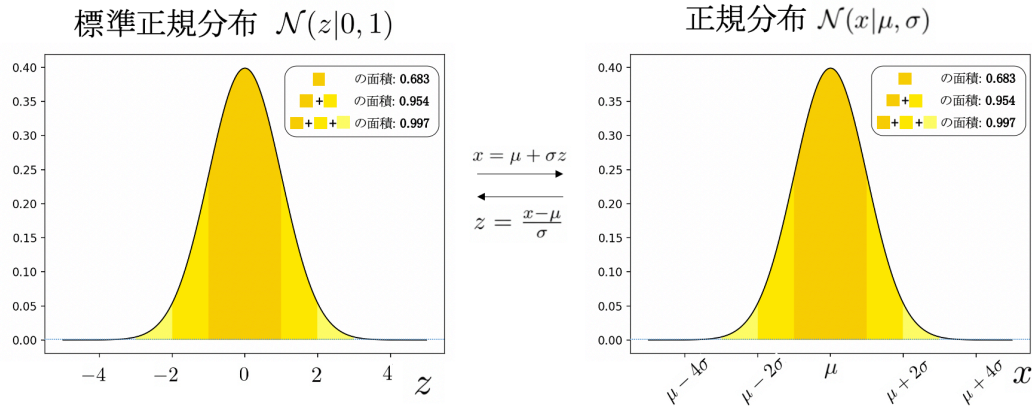 標準正規分布 𝒩(z|0, 1)
の面積: 0.683
+ の面積: 0.954
+ + の面積: 0.997
0.40
0.35
0.30
0.25
0.20
0.15
0.10
0.05
0.00
−4 −2 0 2 4 z
x = μ + σz
z = (x−μ)/σ
正規分布 𝒩(x|μ, σ)
の面積: 0.683
+ の面積: 0.954
+ + の面積: 0.997
0.40
0.35
0.30
0.25
0.20
0.15
0.10
0.05
0.00
μ − 4σ μ − 2σ μ μ + 2σ μ + 4σ x